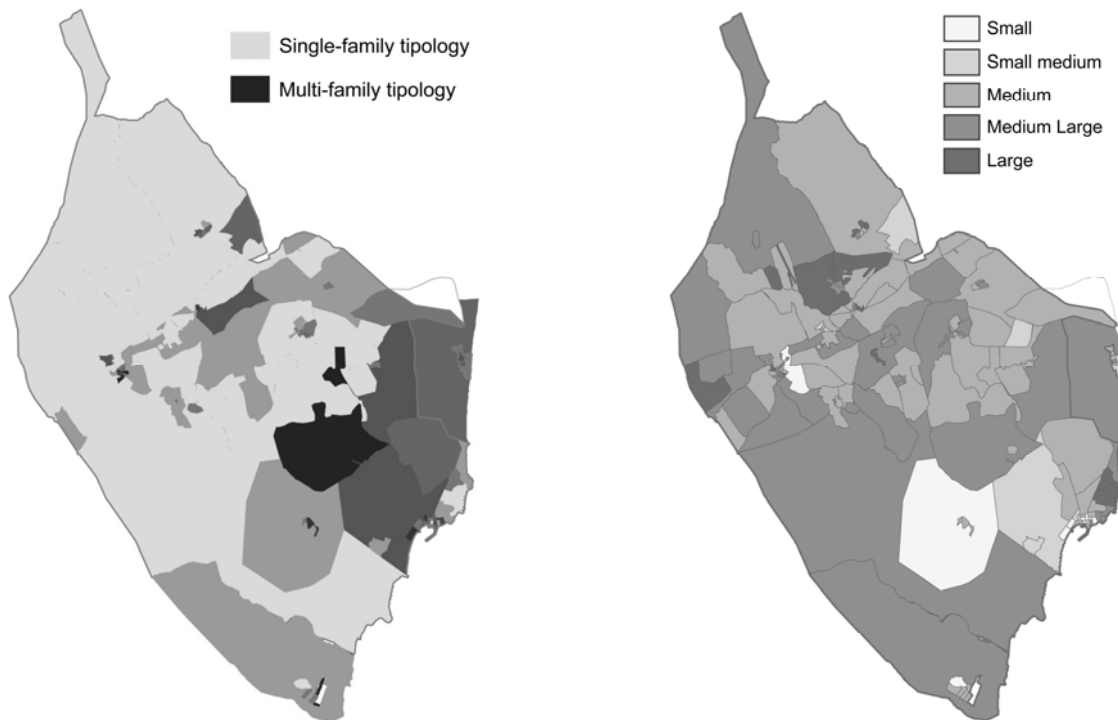 Single-family tipology
Multi-family tipology
Small
Small medium
Medium
Medium Large
Large